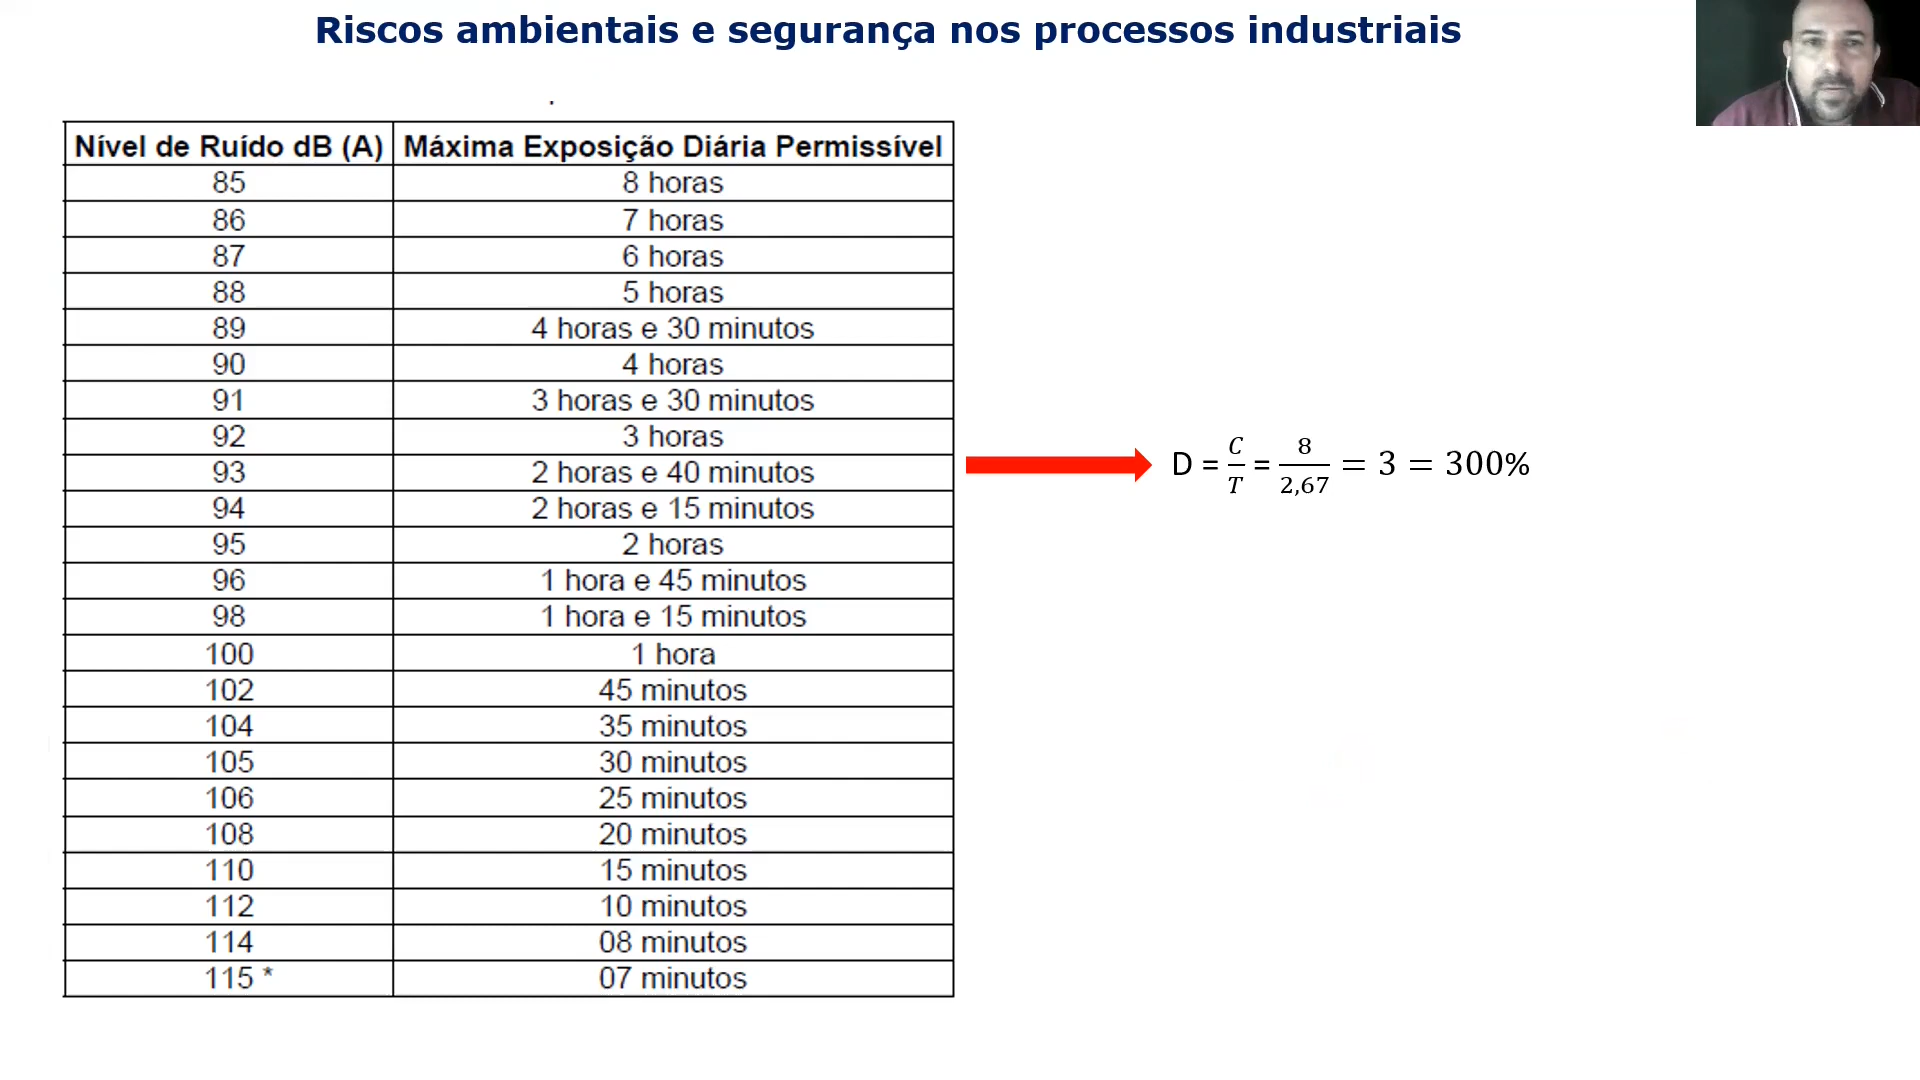 Riscos ambientais e segurança nos processos industriais
Nível de Ruído dB (A) Máxima Exposição Diária Permissível
85 8 horas
86 7 horas
87 6 horas
88 5 horas
89 4 horas e 30 minutos
90 4 horas
91 3 horas e 30 minutos
92 3 horas
93 2 horas e 40 minutos
94 2 horas e 15 minutos
95 2 horas
96 1 hora e 45 minutos
98 1 hora e 15 minutos
100 1 hora
102 45 minutos
104 35 minutos
105 30 minutos
106 25 minutos
108 20 minutos
110 15 minutos
112 10 minutos
114 08 minutos
115 * 07 minutos
D = C/T = 8/2,67 = 3 = 300%